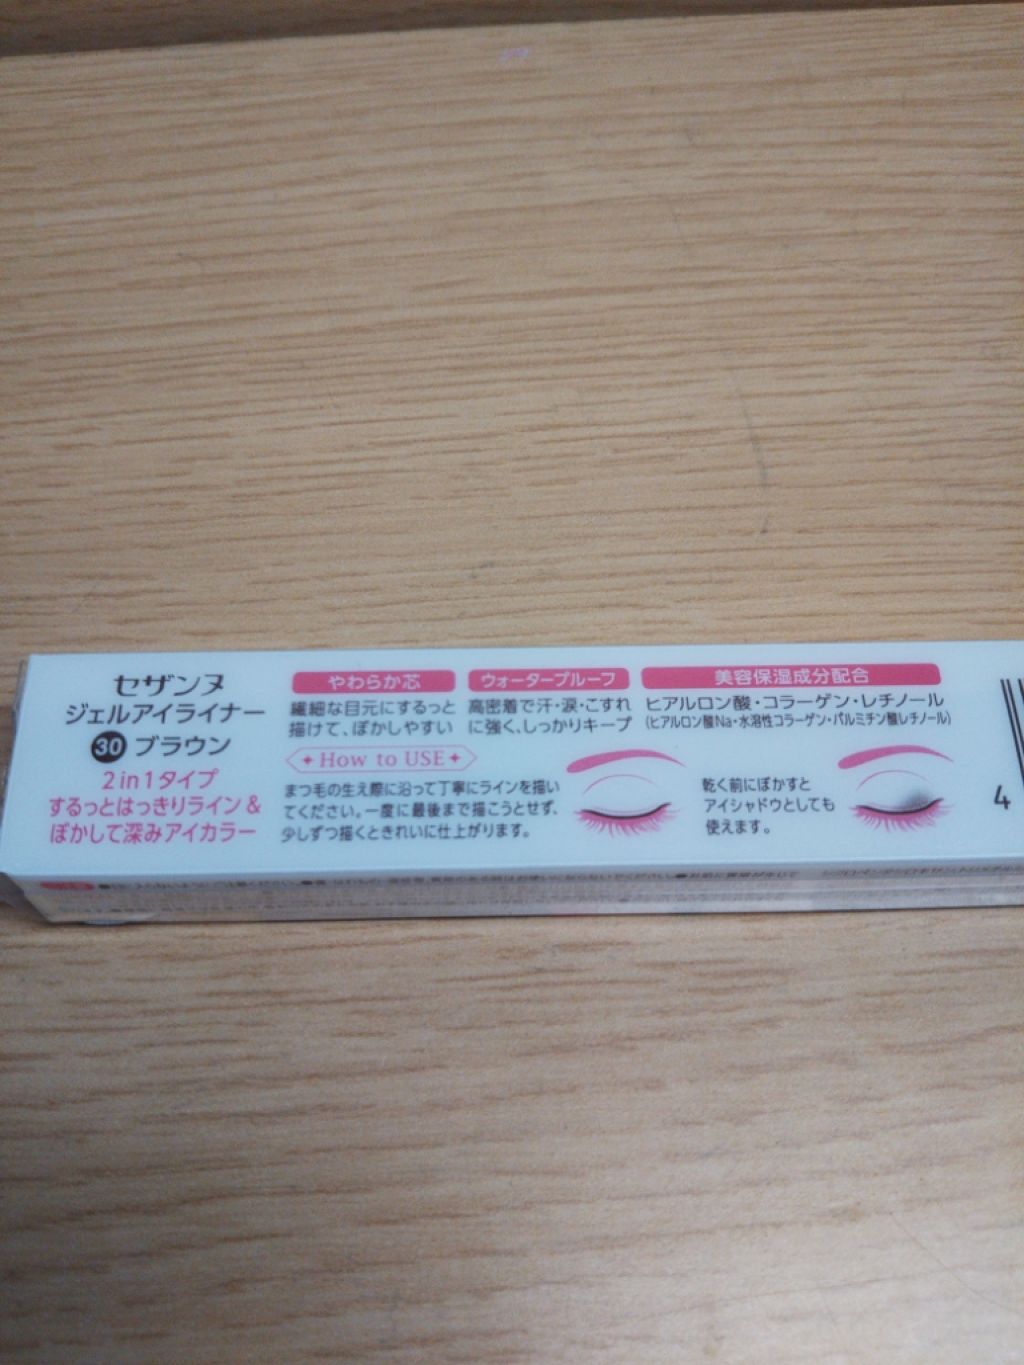 セザンヌ
ジェルアイライナー
30 ブラウン
2in1タイプ
するっとはっきりライン &
ぼかして深みアイカラー
やわらか芯
繊細な目元にするっと
描けて、ぼかしやすい
ウォータープルーフ
高密着で汗・涙・こすれ
に強く、しっかりキープ
美容保湿成分配合
ヒアルロン酸・コラーゲン・レチノール
(ヒアルロン酸Na・水溶性コラーゲン・パルミチン酸レチノール)
How to USE
まつ毛の生え際に沿って丁寧にラインを描い
てください。一度に最後まで描こうとせず、
少しずつ描くときれいに仕上がります。
乾く前にぼかすと
アイシャドウとしても
使えます。
4